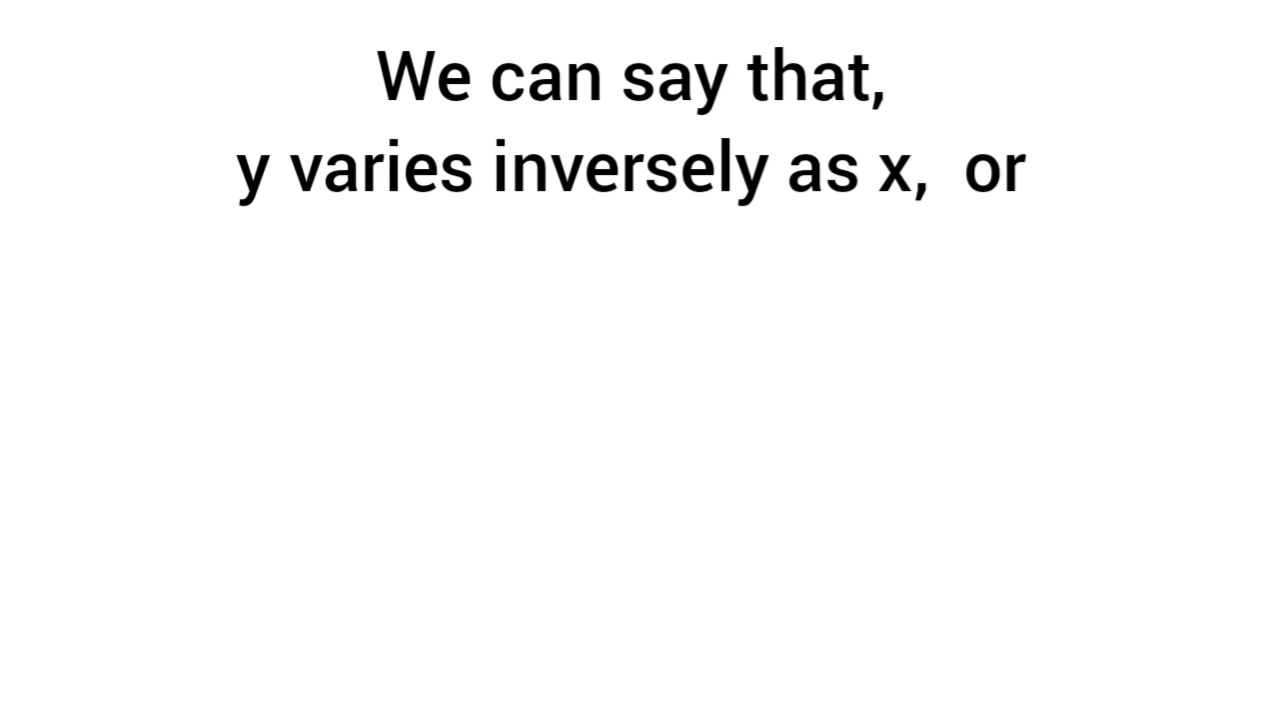 We can say that,
y varies inversely as x, or